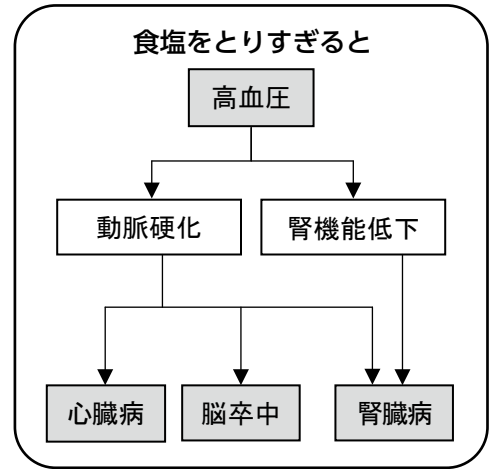 食塩をとりすぎると
高血圧
動脈硬化
腎機能低下
心臓病
脳卒中
腎臓病